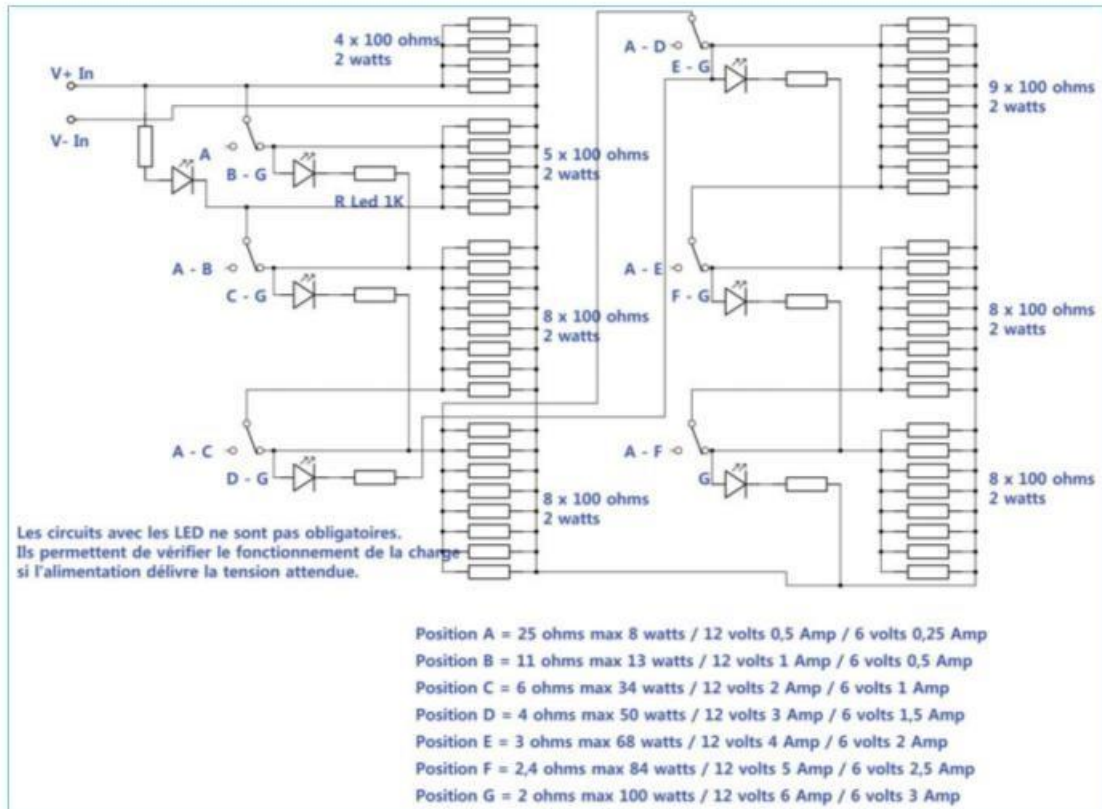 4 x 100 ohms
2 watts
V+ In
V- In
A
B - G
5 x 100 ohms
2 watts
R Led 1K
A - B
C - G
8 x 100 ohms
2 watts
A - C
D - G
8 x 100 ohms
2 watts
A - D
E - G
9 x 100 ohms
2 watts
A - E
F - G
8 x 100 ohms
2 watts
A - F
G
8 x 100 ohms
2 watts
Les circuits avec les LED ne sont pas obligatoires.
Ils permettent de vérifier le fonctionnement de la charge
si l'alimentation délivre la tension attendue.
Position A = 25 ohms max 8 watts / 12 volts 0,5 Amp / 6 volts 0,25 Amp
Position B = 11 ohms max 13 watts / 12 volts 1 Amp / 6 volts 0,5 Amp
Position C = 6 ohms max 34 watts / 12 volts 2 Amp / 6 volts 1 Amp
Position D = 4 ohms max 50 watts / 12 volts 3 Amp / 6 volts 1,5 Amp
Position E = 3 ohms max 68 watts / 12 volts 4 Amp / 6 volts 2 Amp
Position F = 2,4 ohms max 84 watts / 12 volts 5 Amp / 6 volts 2,5 Amp
Position G = 2 ohms max 100 watts / 12 volts 6 Amp / 6 volts 3 Amp